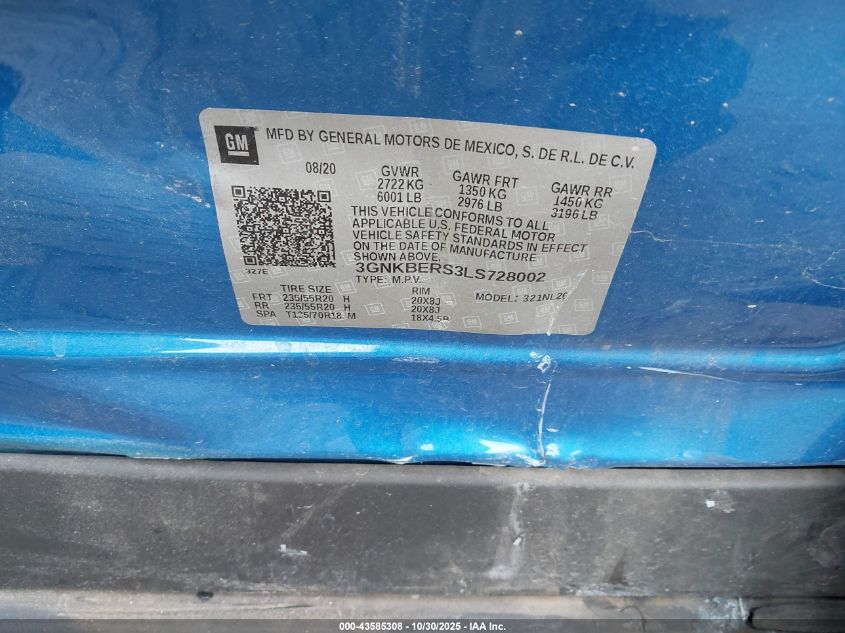 GM
MFD BY GENERAL MOTORS DE MEXICO, S. DE R.L. DE C.V.
08/20 GVWR GAWR FRT GAWR RR
2722 KG 1350 KG 1450 KG
6001 LB 2976 LB 3196 LB
THIS VEHICLE CONFORMS TO ALL
APPLICABLE U.S. FEDERAL MOTOR
VEHICLE SAFETY STANDARDS IN EFFECT
ON THE DATE OF MANUFACTURE
SHOWN ABOVE.
327E
3GNKBERS3LS728002
TYPE: M.P.V. MODEL: 321NL26
TIRE SIZE RIM
FRT 235/55R20 H 20X8J
RR 235/55R20 H 20X8J
SPA 18X4.5B
000-43585308 - 10/30/2025 - IAA Inc.